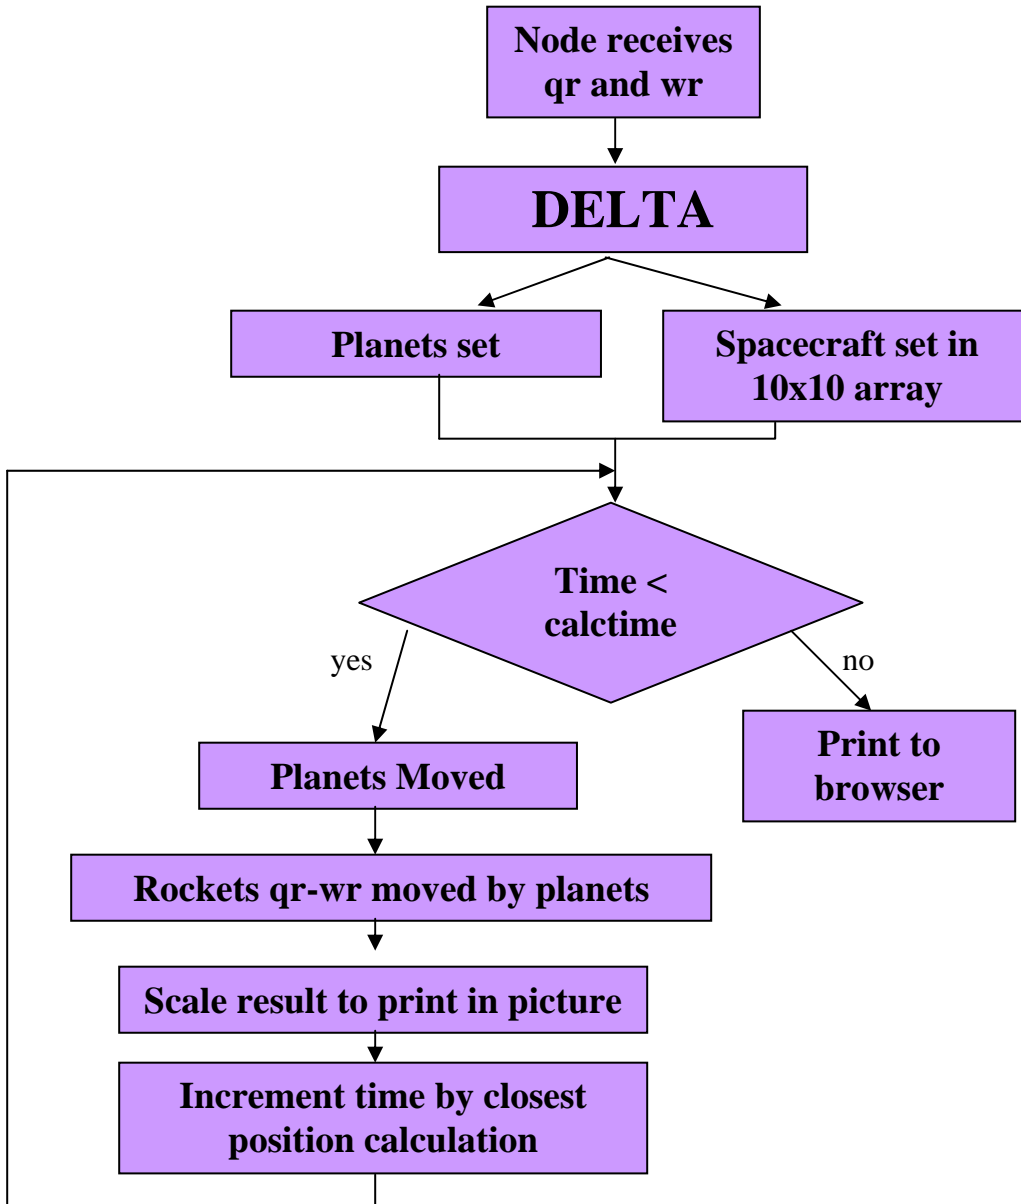 Node receives
qr and wr
DELTA
Planets set
Spacecraft set in
10x10 array
Time <
calctime
yes
no
Planets Moved
Print to
browser
Rockets qr-wr moved by planets
Scale result to print in picture
Increment time by closest
position calculation